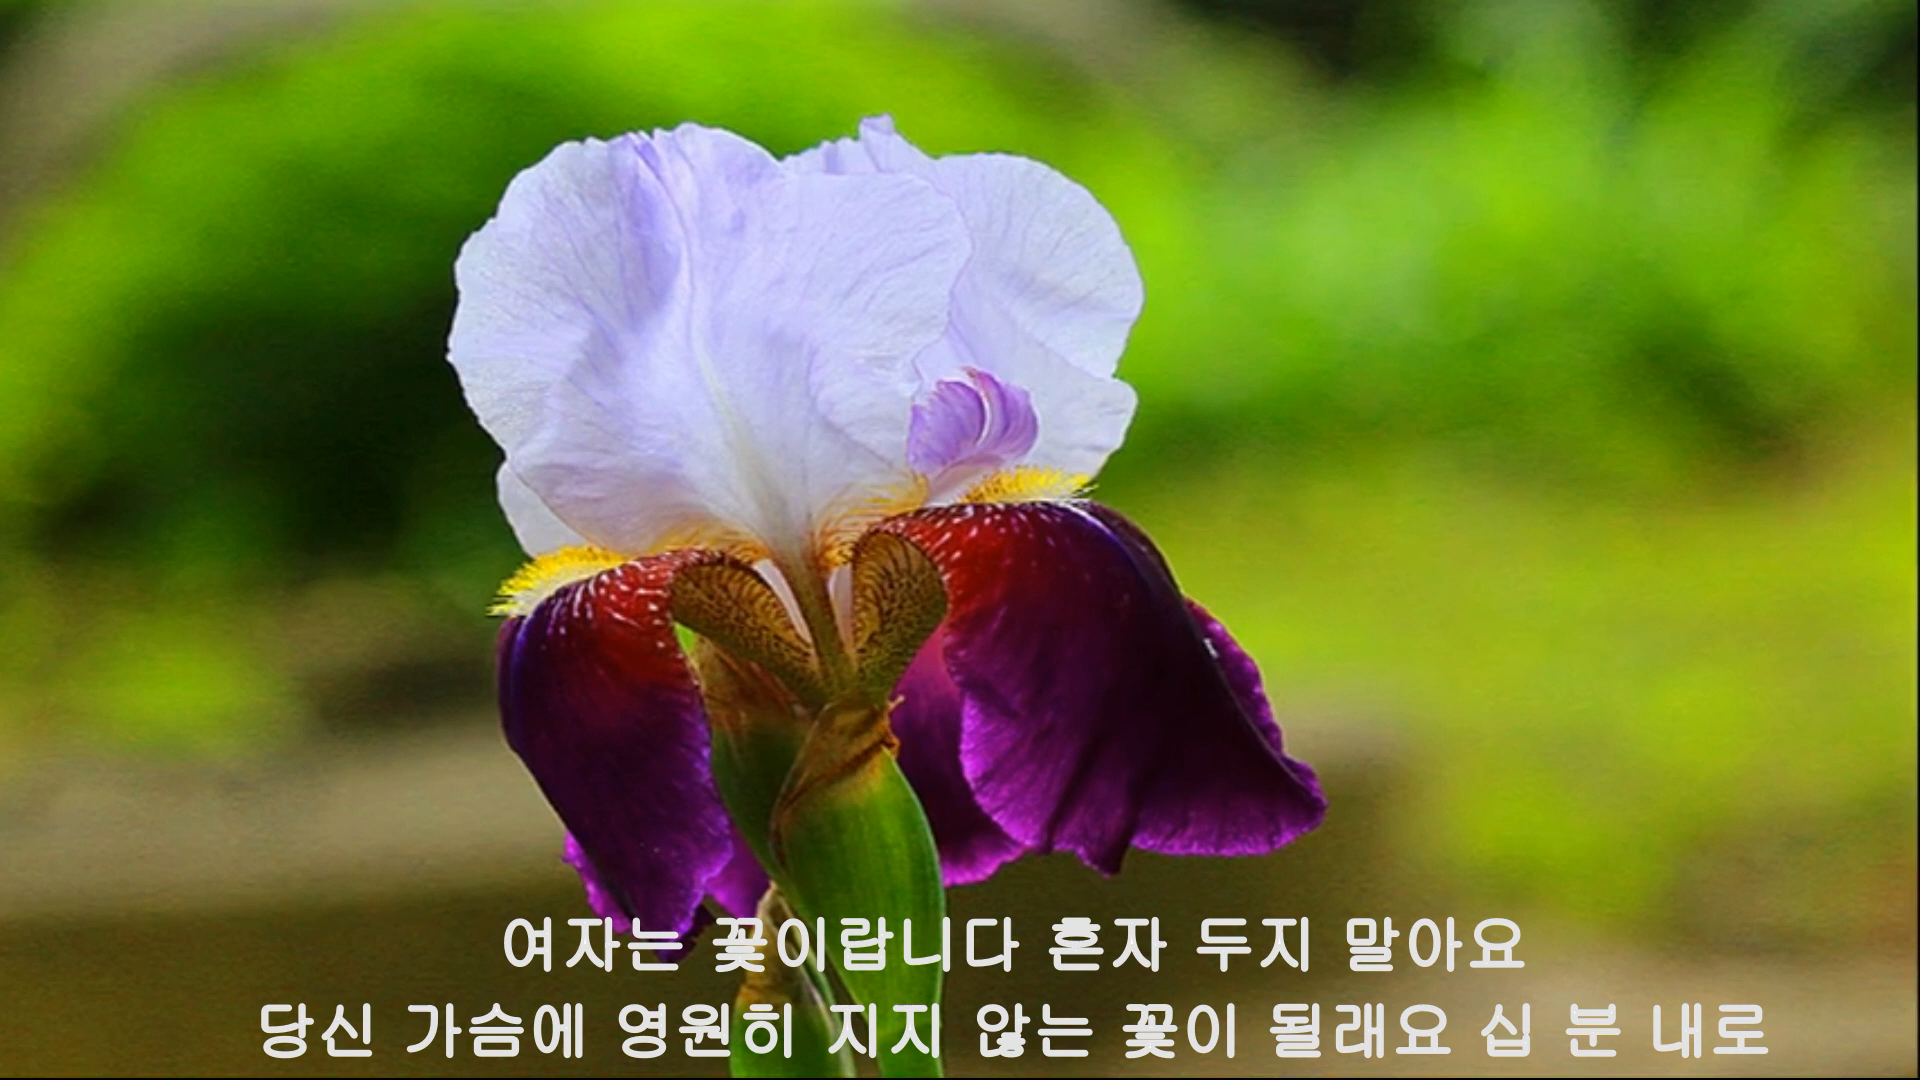 여자는 꽃이랍니다 혼자 두지 말아요
당신 가슴에 영원히 지지 않는 꽃이 될래요 십 분 내로